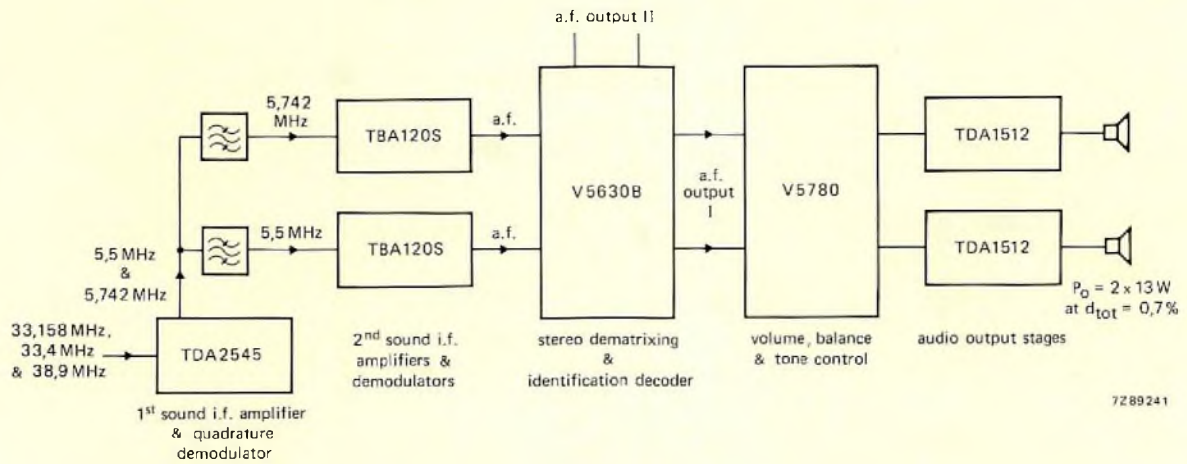 a.f. output II
5,742
MHz
TBA120S
a.f.
V5630B
a.f.
output
I
V5780
TDA1512
5,5 MHz
TBA120S
a.f.
TDA1512
5,5 MHz
&
5,742 MHz
33,158 MHz,
33,4 MHz
& 38,9 MHz
TDA2545
1st sound i.f. amplifier
& quadrature
demodulator
2nd sound i.f.
amplifiers &
demodulators
stereo dematrixing
&
identification decoder
volume, balance
& tone control
audio output stages
Po = 2 x 13 W
at dtot = 0,7%
7Z89241